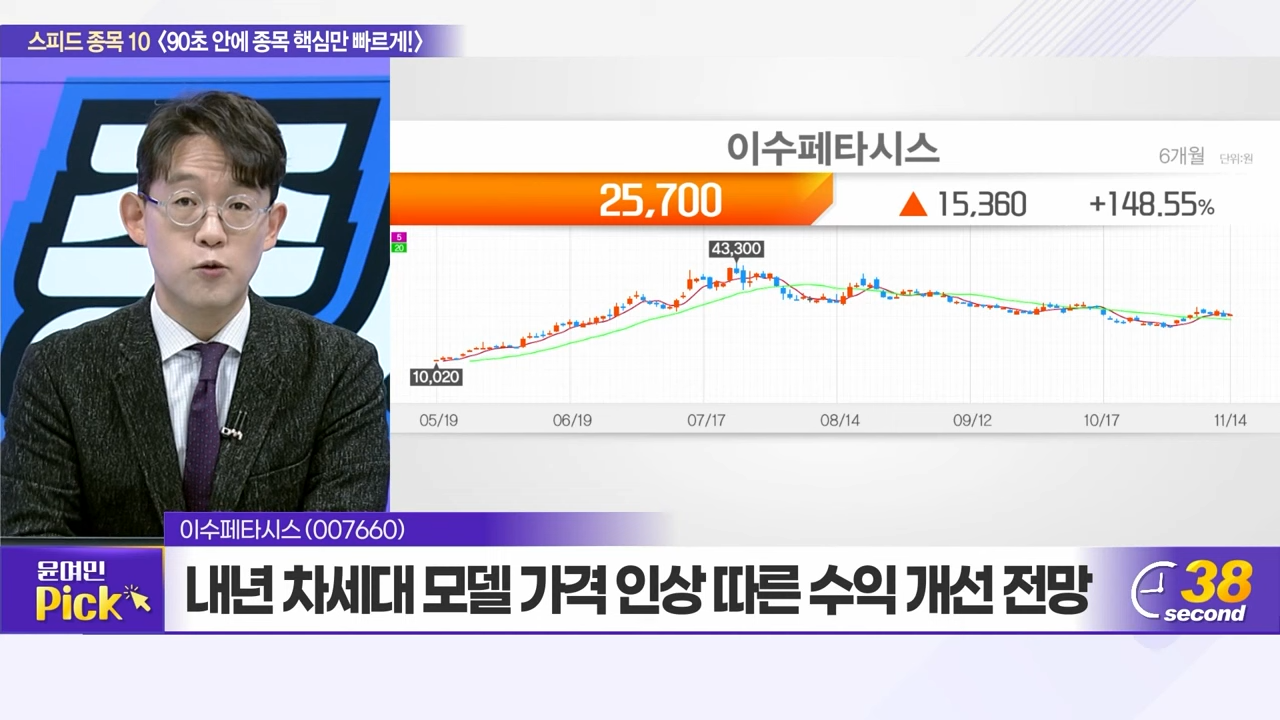 스피드 종목 10 〈90초 안에 종목 핵심만 빠르게!〉
이수페타시스
6개월 단위:원
25,700 ▲ 15,360 +148.55%
5
20
43,300
10,020
05/19 06/19 07/17 08/14 09/12 10/17 11/14
이수페타시스(007660)
윤여민
Pick
내년 차세대 모델 가격 인상 따른 수익 개선 전망
38
second